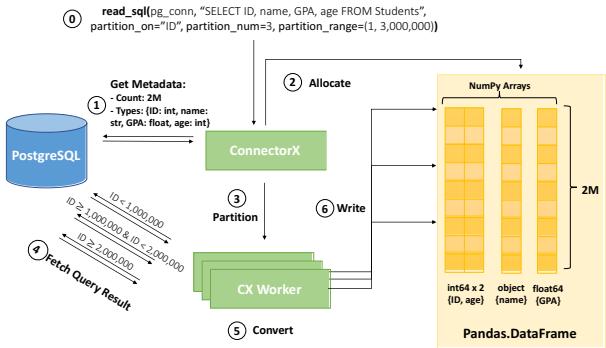 0
read_sql(pg_conn, “SELECT ID, name, GPA, age FROM Students”,
partition_on=“ID”, partition_num=3, partition_range=(1, 3,000,000))
Get Metadata:
1
- Count: 2M
- Types: {ID: int, name:
str, GPA: float, age: int}
2 Allocate
NumPy Arrays
PostgreSQL
ConnectorX
3
Partition
6 Write
2M
ID < 1,000,000
ID ≥ 1,000,000 & ID < 2,000,000
ID ≥ 2,000,000
4 Fetch Query Result
CX Worker
5 Convert
int64 x 2
{ID, age}
object
{name}
float64
{GPA}
Pandas.DataFrame